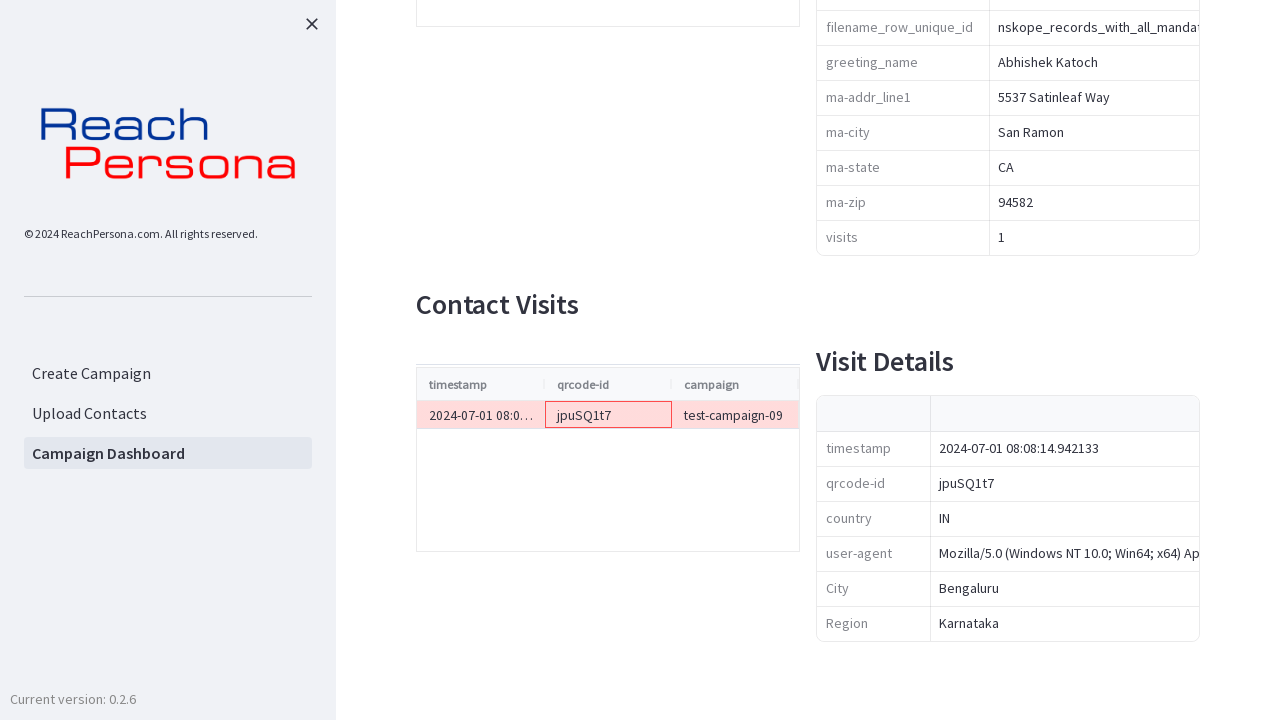 Reach
Persona
© 2024 ReachPersona.com. All rights reserved.
Create Campaign
Upload Contacts
Campaign Dashboard
Current version: 0.2.6
filename_row_unique_id nskope_records_with_all_manda
greeting_name Abhishek Katoch
ma-addr_line1 5537 Satinleaf Way
ma-city San Ramon
ma-state CA
ma-zip 94582
visits 1
Contact Visits
timestamp qrcode-id campaign
2024-07-01 08:0... jpuSQ1t7 test-campaign-09
Visit Details
timestamp 2024-07-01 08:08:14.942133
qrcode-id jpuSQ1t7
country IN
user-agent Mozilla/5.0 (Windows NT 10.0; Win64; x64) Ap
City Bengaluru
Region Karnataka